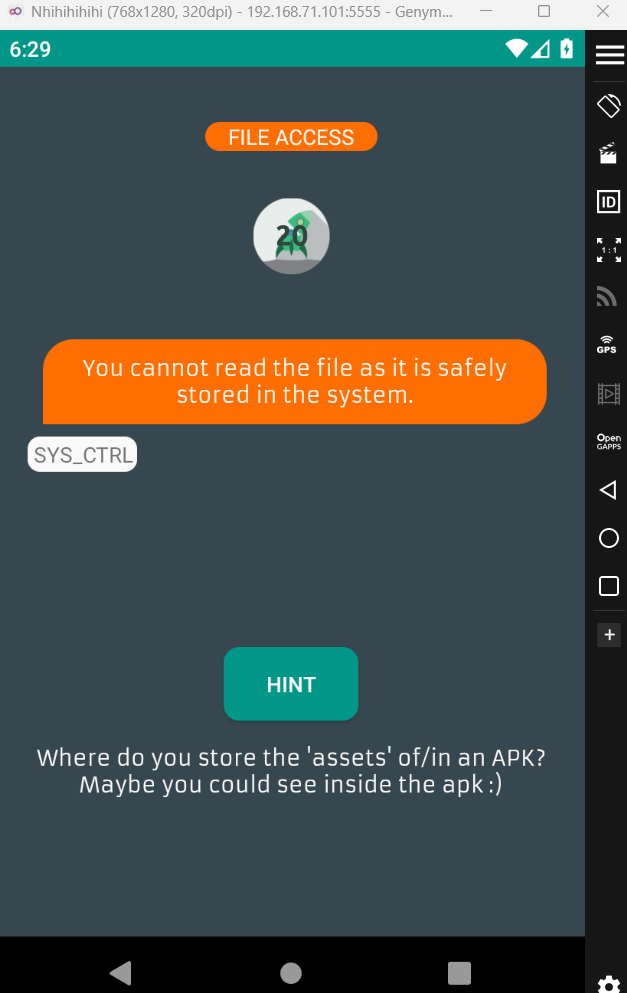 Nhihihihihi (768x1280, 320dpi) - 192.168.71.101:5555 - Genym...
6:29
FILE ACCESS
20
You cannot read the file as it is safely
stored in the system.
SYS_CTRL
HINT
Where do you store the 'assets' of/in an APK?
Maybe you could see inside the apk :)
ID
1:1
GPS
Open
GAPPS